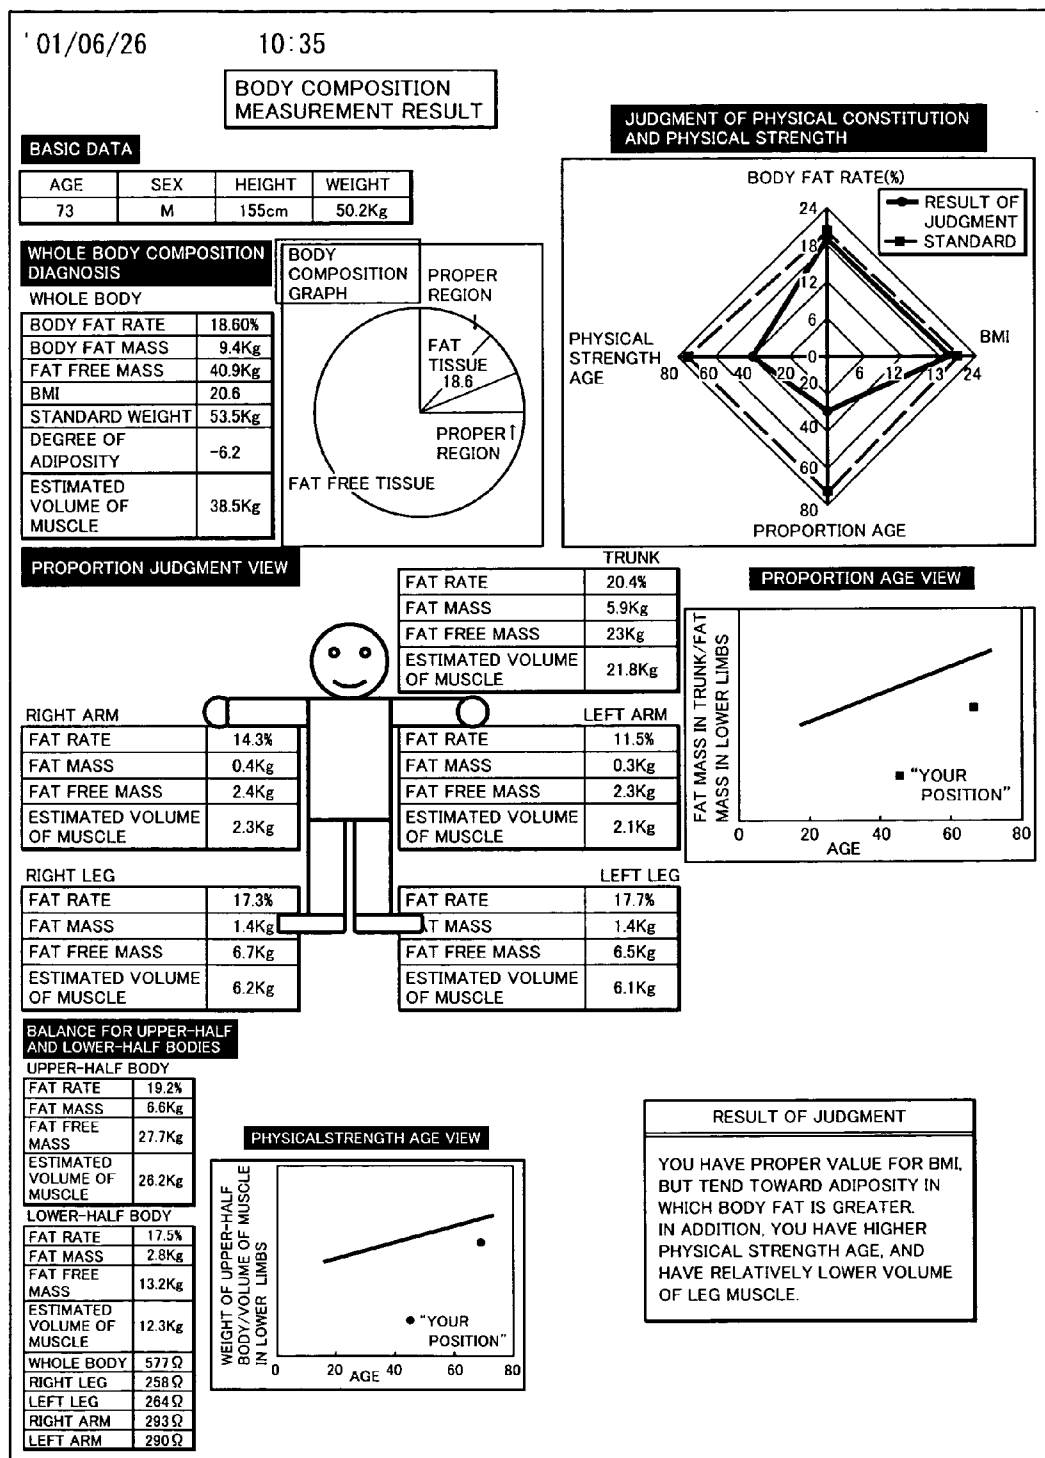 '01/06/26 10:35
BODY COMPOSITION
MEASUREMENT RESULT
BASIC DATA
AGE SEX HEIGHT WEIGHT
73 M 155cm 50.2Kg
WHOLE BODY COMPOSITION
DIAGNOSIS
WHOLE BODY
BODY FAT RATE 18.60%
BODY FAT MASS 9.4Kg
FAT FREE MASS 40.9Kg
BMI 20.6
STANDARD WEIGHT 53.5Kg
DEGREE OF
ADIPOSITY -6.2
ESTIMATED
VOLUME OF
MUSCLE 38.5Kg
BODY
COMPOSITION
GRAPH
PROPER
REGION
FAT
TISSUE
18.6
PROPER↑
REGION
FAT FREE TISSUE
JUDGMENT OF PHYSICAL CONSTITUTION
AND PHYSICAL STRENGTH
BODY FAT RATE(%)
RESULT OF
JUDGMENT
STANDARD
24
18
12
6
0
BMI
PHYSICAL
STRENGTH
AGE
80 60 40 20 6 12 13 24
20
40
60
80
PROPORTION AGE
PROPORTION JUDGMENT VIEW
TRUNK
FAT RATE 20.4%
FAT MASS 5.9Kg
FAT FREE MASS 23Kg
ESTIMATED VOLUME
OF MUSCLE 21.8Kg
RIGHT ARM
FAT RATE 14.3%
FAT MASS 0.4Kg
FAT FREE MASS 2.4Kg
ESTIMATED VOLUME
OF MUSCLE 2.3Kg
LEFT ARM
FAT RATE 11.5%
FAT MASS 0.3Kg
FAT FREE MASS 2.3Kg
ESTIMATED VOLUME
OF MUSCLE 2.1Kg
RIGHT LEG
FAT RATE 17.3%
FAT MASS 1.4Kg
FAT FREE MASS 6.7Kg
ESTIMATED VOLUME
OF MUSCLE 6.2Kg
LEFT LEG
FAT RATE 17.7%
AT MASS 1.4Kg
FAT FREE MASS 6.5Kg
ESTIMATED VOLUME
OF MUSCLE 6.1Kg
PROPORTION AGE VIEW
FAT MASS IN TRUNK/FAT
MASS IN LOWER LIMBS
"YOUR
POSITION"
0 20 40 60 80
AGE
BALANCE FOR UPPER-HALF
AND LOWER-HALF BODIES
UPPER-HALF BODY
FAT RATE 19.2%
FAT MASS 6.6Kg
FAT FREE
MASS 27.7Kg
ESTIMATED
VOLUME OF
MUSCLE 26.2Kg
LOWER-HALF BODY
FAT RATE 17.5%
FAT MASS 2.8Kg
FAT FREE
MASS 13.2Kg
ESTIMATED
VOLUME OF
MUSCLE 12.3Kg
WHOLE BODY 577Ω
RIGHT LEG 258Ω
LEFT LEG 264Ω
RIGHT ARM 293Ω
LEFT ARM 290Ω
PHYSICALSTRENGTH AGE VIEW
WEIGHT OF UPPER-HALF
BODY/VOLUME OF MUSCLE
IN LOWER LIMBS
"YOUR
POSITION"
0 20 40 60 80
AGE
RESULT OF JUDGMENT
YOU HAVE PROPER VALUE FOR BMI,
BUT TEND TOWARD ADIPOSITY IN
WHICH BODY FAT IS GREATER.
IN ADDITION, YOU HAVE HIGHER
PHYSICAL STRENGTH AGE, AND
HAVE RELATIVELY LOWER VOLUME
OF LEG MUSCLE.